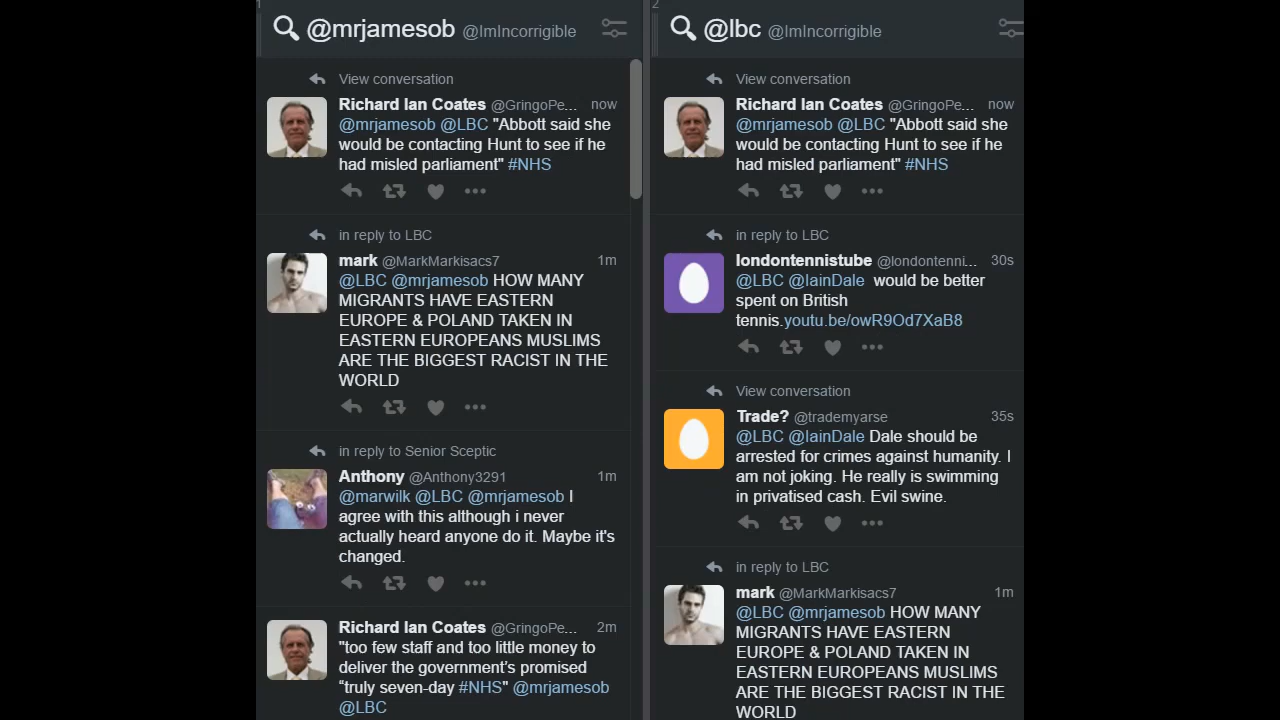 1
@mrjamesob @ImIncorrigible
View conversation
Richard Ian Coates @GringoPe... now
@mrjamesob @LBC "Abbott said she
would be contacting Hunt to see if he
had misled parliament" #NHS
in reply to LBC
mark @MarkMarkisacs7 1m
@LBC @mrjamesob HOW MANY
MIGRANTS HAVE EASTERN
EUROPE & POLAND TAKEN IN
EASTERN EUROPEANS MUSLIMS
ARE THE BIGGEST RACIST IN THE
WORLD
in reply to Senior Sceptic
Anthony @Anthony3291 1m
@marwilk @LBC @mrjamesob I
agree with this although i never
actually heard anyone do it. Maybe it's
changed.
Richard Ian Coates @GringoPe... 2m
"too few staff and too little money to
deliver the government's promised
“truly seven-day #NHS" @mrjamesob
@LBC
2
@lbc @ImIncorrigible
View conversation
Richard Ian Coates @GringoPe... now
@mrjamesob @LBC "Abbott said she
would be contacting Hunt to see if he
had misled parliament" #NHS
in reply to LBC
londontennistube @londontenni... 30s
@LBC @IainDale would be better
spent on British
tennis.youtu.be/owR9Od7XaB8
View conversation
Trade? @trademyarse 35s
@LBC @IainDale Dale should be
arrested for crimes against humanity. I
am not joking. He really is swimming
in privatised cash. Evil swine.
in reply to LBC
mark @MarkMarkisacs7 1m
@LBC @mrjamesob HOW MANY
MIGRANTS HAVE EASTERN
EUROPE & POLAND TAKEN IN
EASTERN EUROPEANS MUSLIMS
ARE THE BIGGEST RACIST IN THE
WORLD